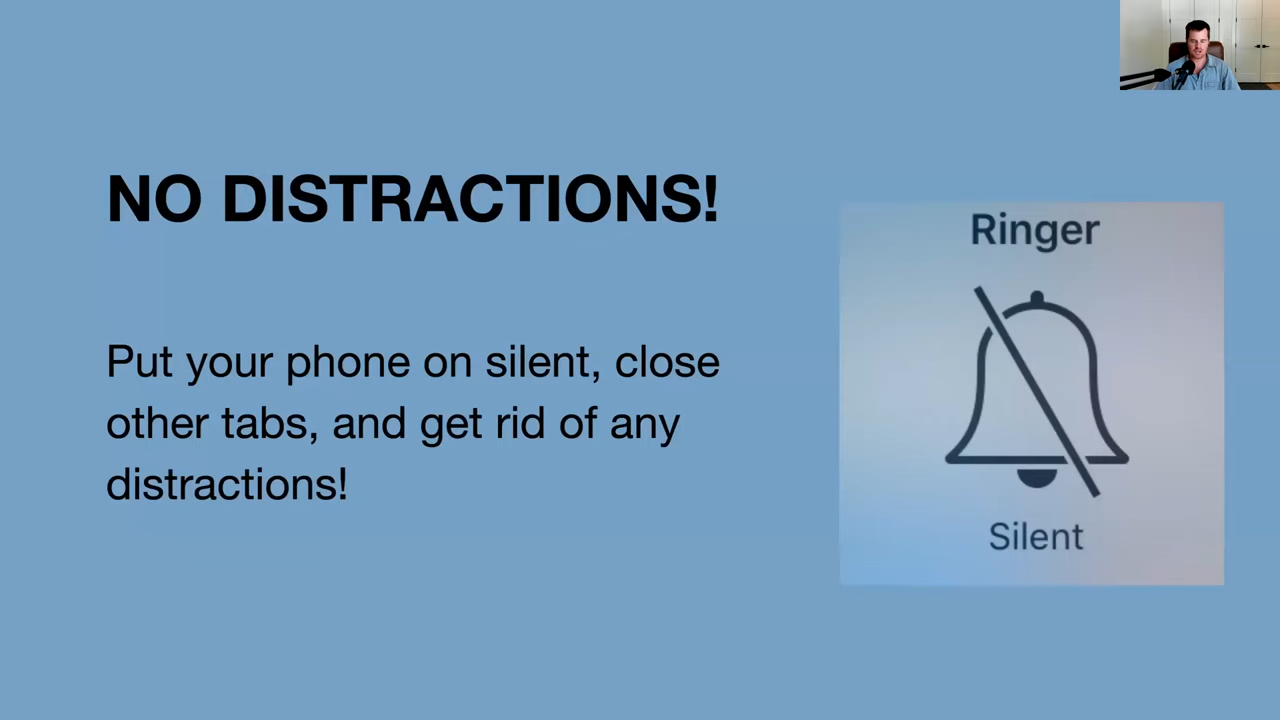 NO DISTRACTIONS!
Put your phone on silent, close
other tabs, and get rid of any
distractions!
Ringer
Silent